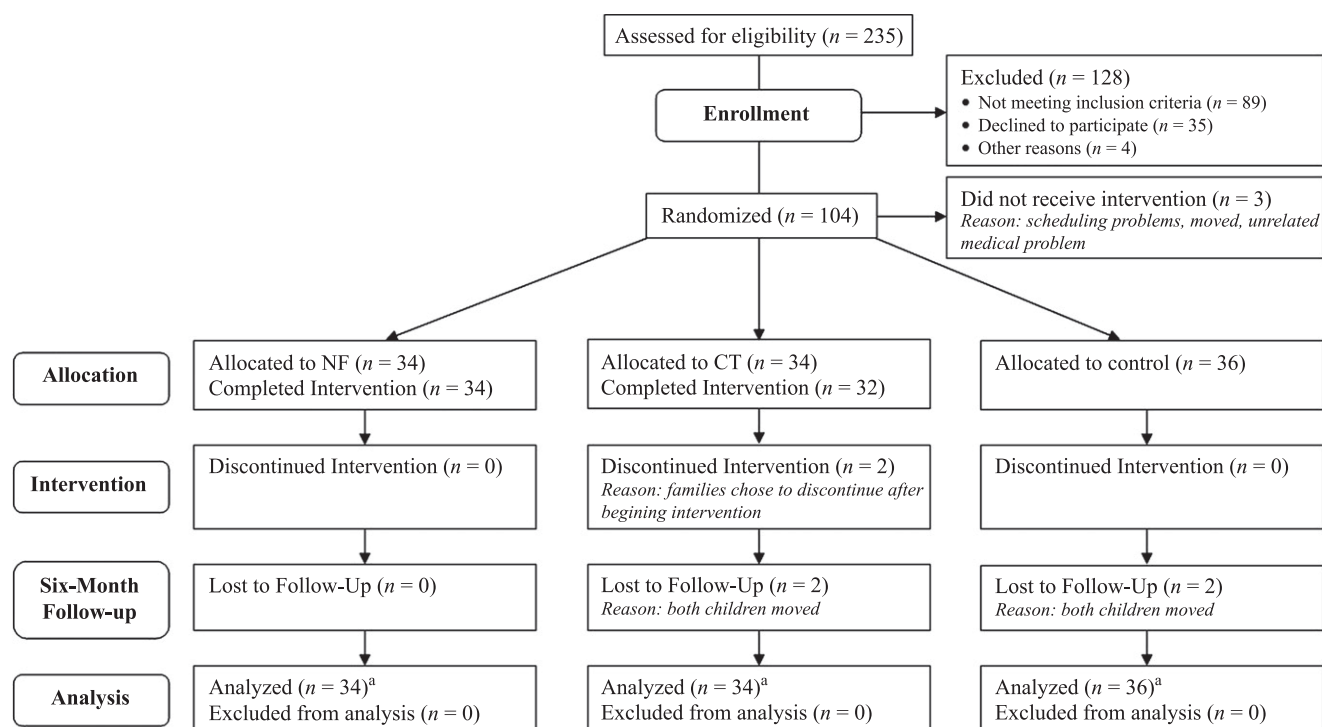 Assessed for eligibility (n = 235)
Enrollment
Excluded (n = 128)
• Not meeting inclusion criteria (n = 89)
• Declined to participate (n = 35)
• Other reasons (n = 4)
Randomized (n = 104)
Did not receive intervention (n = 3)
Reason: scheduling problems, moved, unrelated
medical problem
Allocation
Allocated to NF (n = 34)
Completed Intervention (n = 34)
Allocated to CT (n = 34)
Completed Intervention (n = 32)
Allocated to control (n = 36)
Intervention
Discontinued Intervention (n = 0)
Discontinued Intervention (n = 2)
Reason: families chose to discontinue after
begining intervention
Discontinued Intervention (n = 0)
Six-Month
Follow-up
Lost to Follow-Up (n = 0)
Lost to Follow-Up (n = 2)
Reason: both children moved
Lost to Follow-Up (n = 2)
Reason: both children moved
Analysis
Analyzed (n = 34)a
Excluded from analysis (n = 0)
Analyzed (n = 34)a
Excluded from analysis (n = 0)
Analyzed (n = 36)a
Excluded from analysis (n = 0)